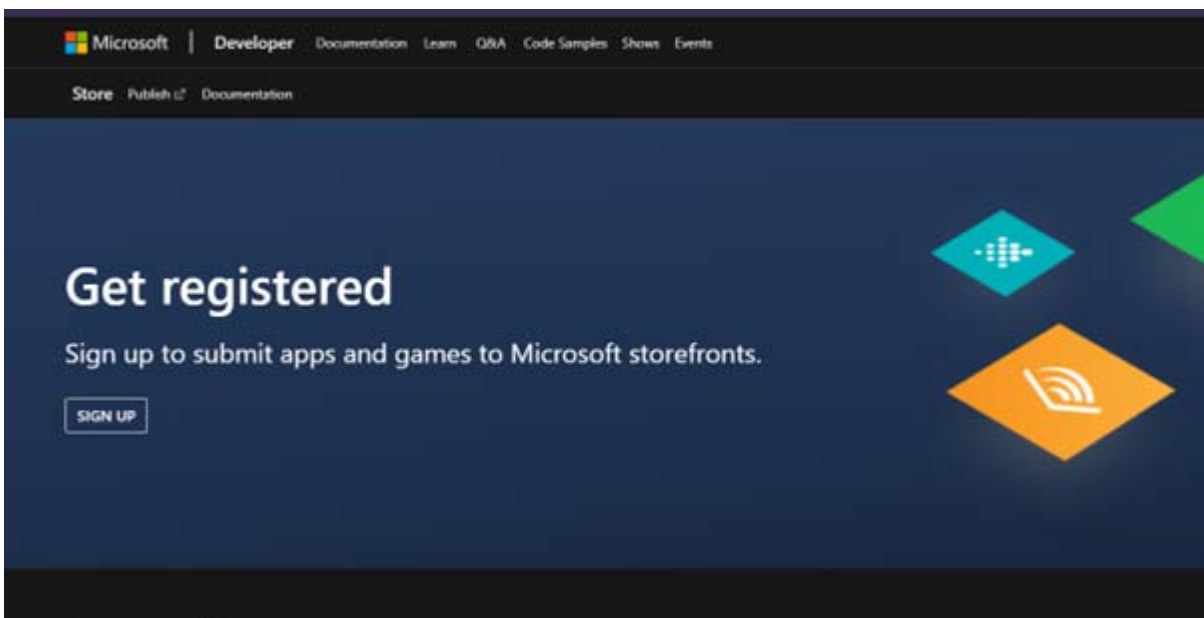 Microsoft | Developer Documentation Learn Q&A Code Samples Shows Events
Store Publish Documentation
Get registered
Sign up to submit apps and games to Microsoft storefronts.
SIGN UP